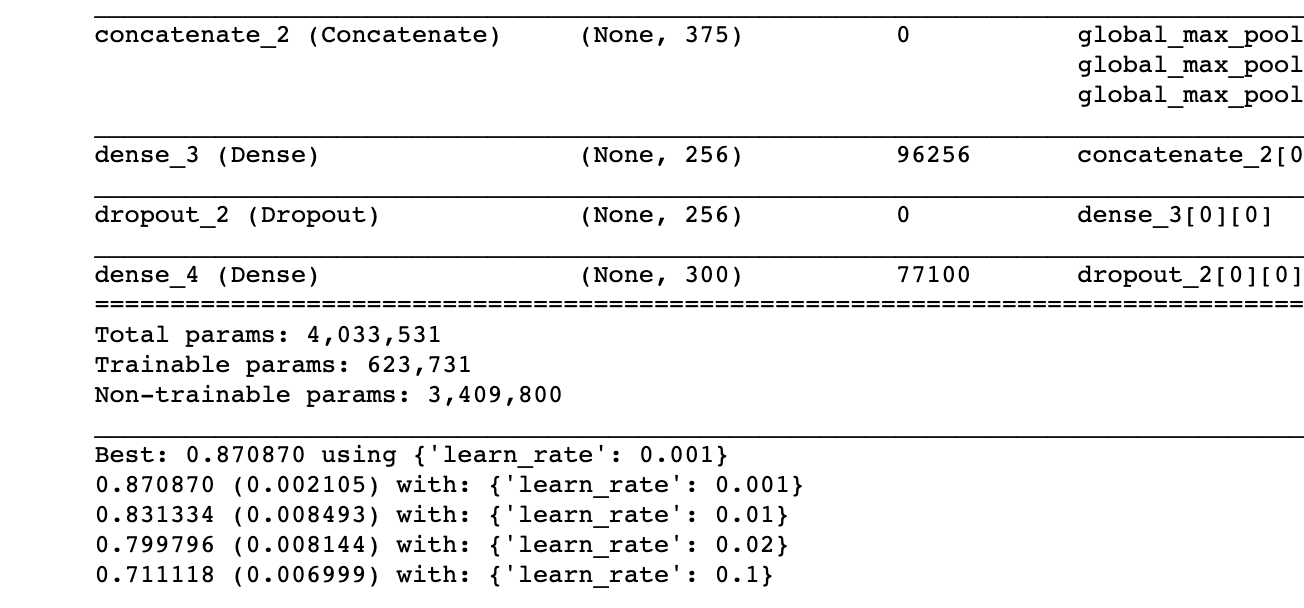 concatenate_2 (Concatenate) (None, 375) 0 global_max_pool
global_max_pool
global_max_pool
dense_3 (Dense) (None, 256) 96256 concatenate_2[0
dropout_2 (Dropout) (None, 256) 0 dense_3[0][0]
dense_4 (Dense) (None, 300) 77100 dropout_2[0][0]
Total params: 4,033,531
Trainable params: 623,731
Non-trainable params: 3,409,800
Best: 0.870870 using {'learn_rate': 0.001}
0.870870 (0.002105) with: {'learn_rate': 0.001}
0.831334 (0.008493) with: {'learn_rate': 0.01}
0.799796 (0.008144) with: {'learn_rate': 0.02}
0.711118 (0.006999) with: {'learn_rate': 0.1}